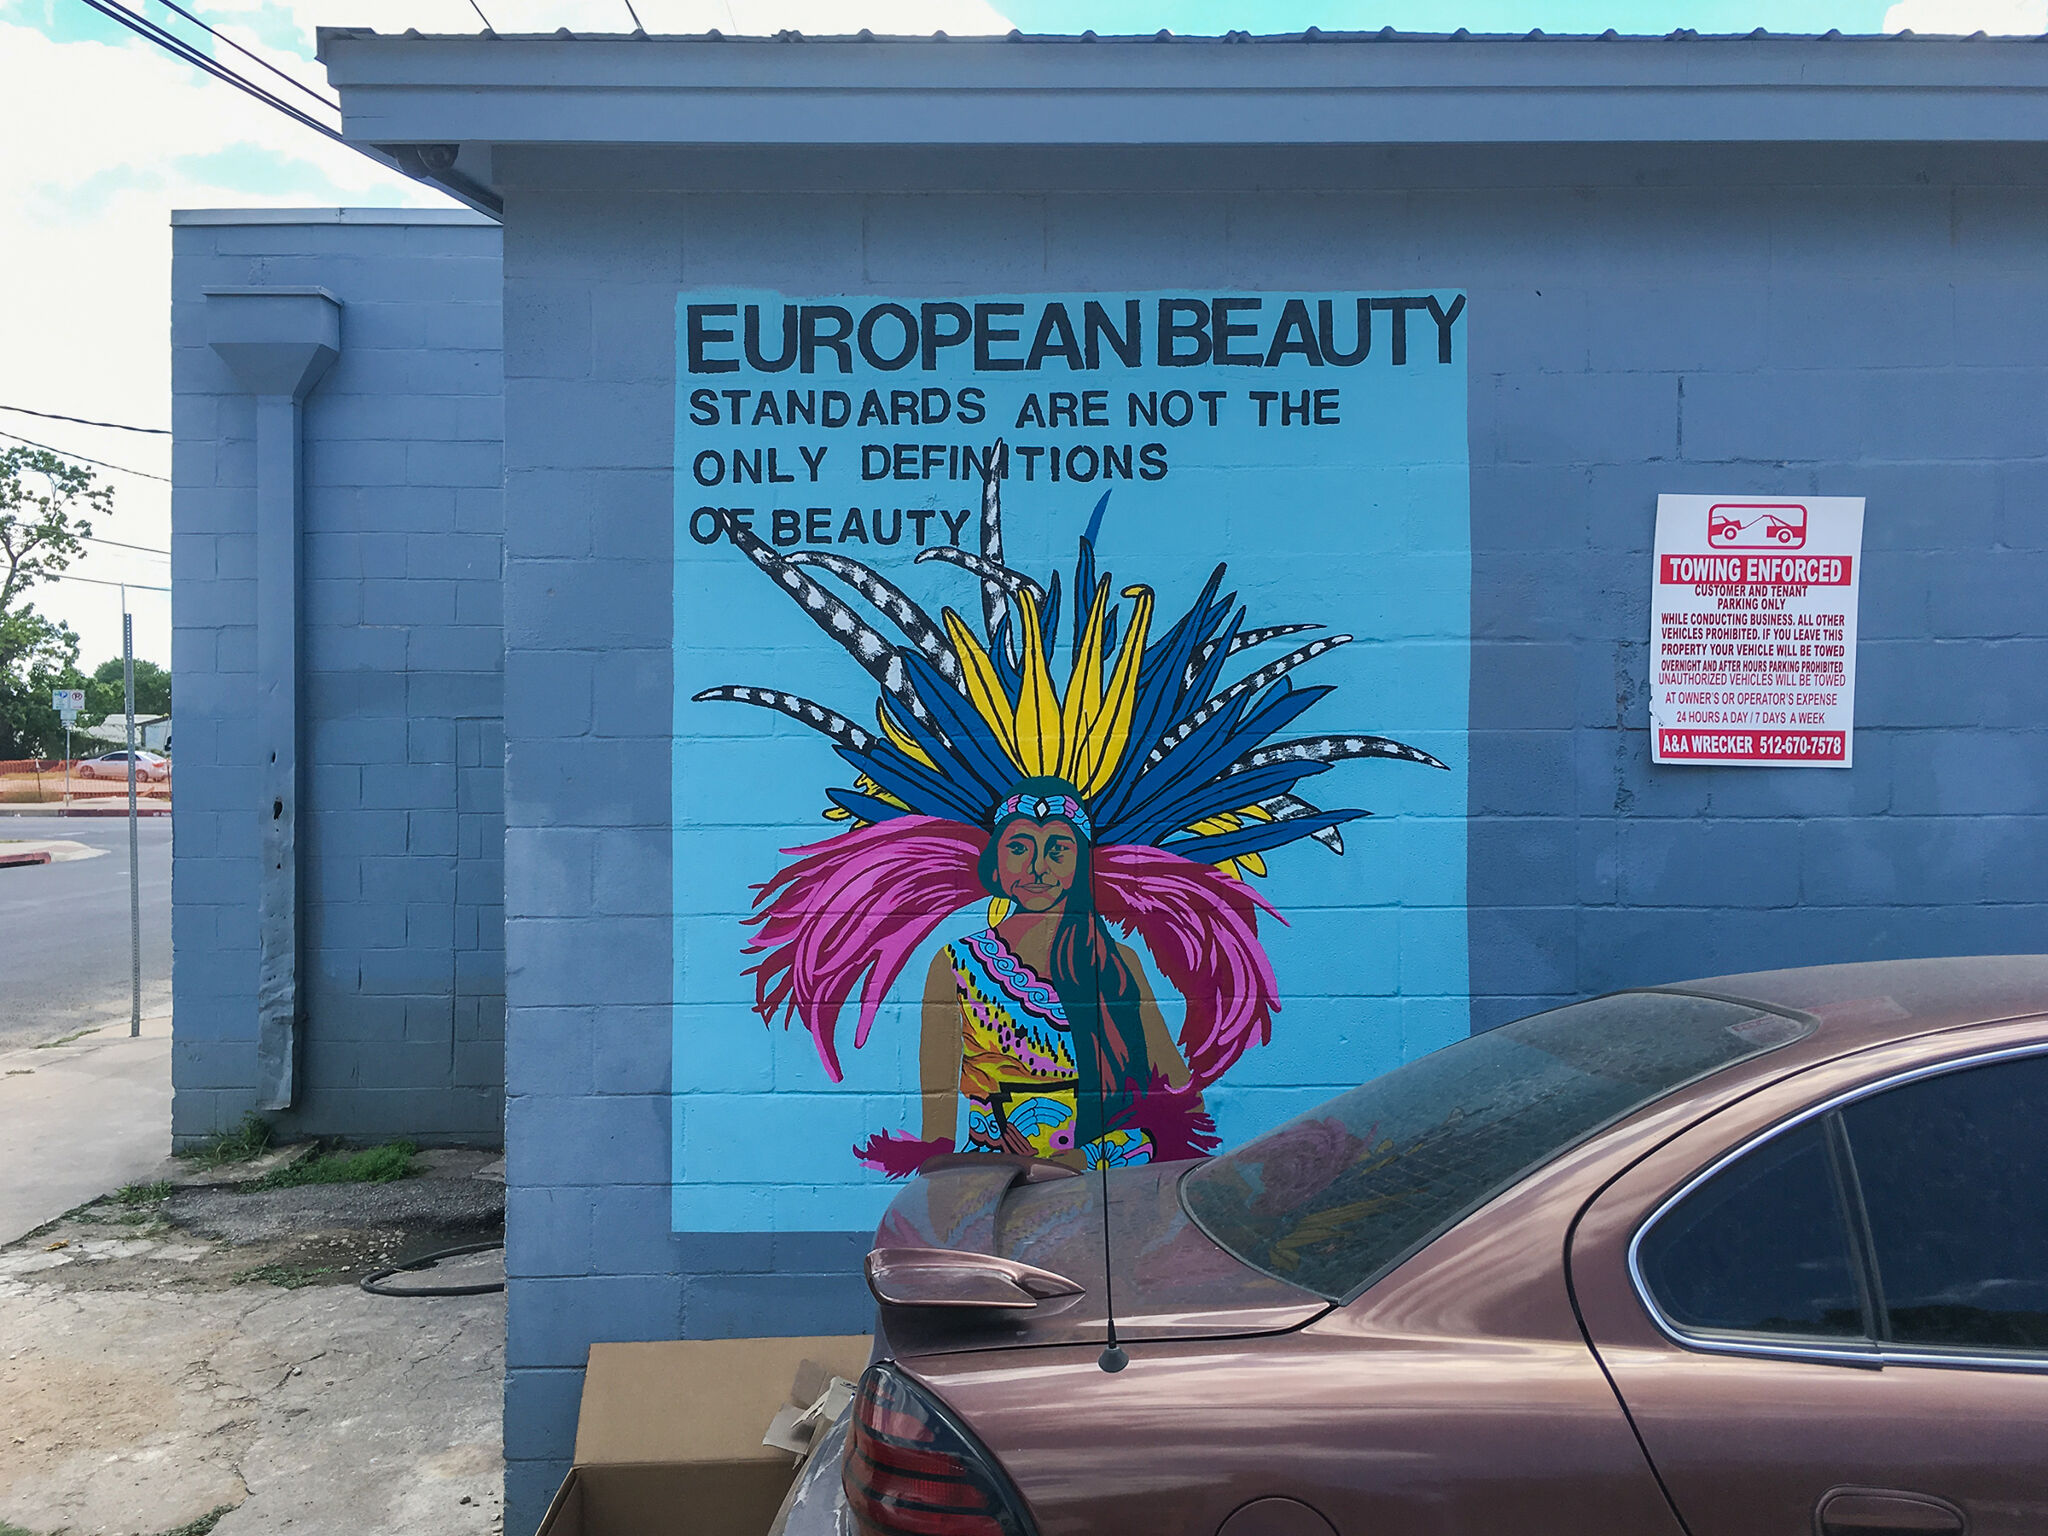 EUROPEAN BEAUTY
STANDARDS ARE NOT THE
ONLY DEFINITIONS
OF BEAUTY
TOWING ENFORCED
CUSTOMER AND TENANT
PARKING ONLY
WHILE CONDUCTING BUSINESS. ALL OTHER
VEHICLES PROHIBITED. IF YOU LEAVE THIS
PROPERTY YOUR VEHICLE WILL BE TOWED
OVERNIGHT AND AFTER HOURS PARKING PROHIBITED
UNAUTHORIZED VEHICLES WILL BE TOWED
AT OWNER'S OR OPERATOR'S EXPENSE
24 HOURS A DAY / 7 DAYS A WEEK
A&A WRECKER 512-670-7578